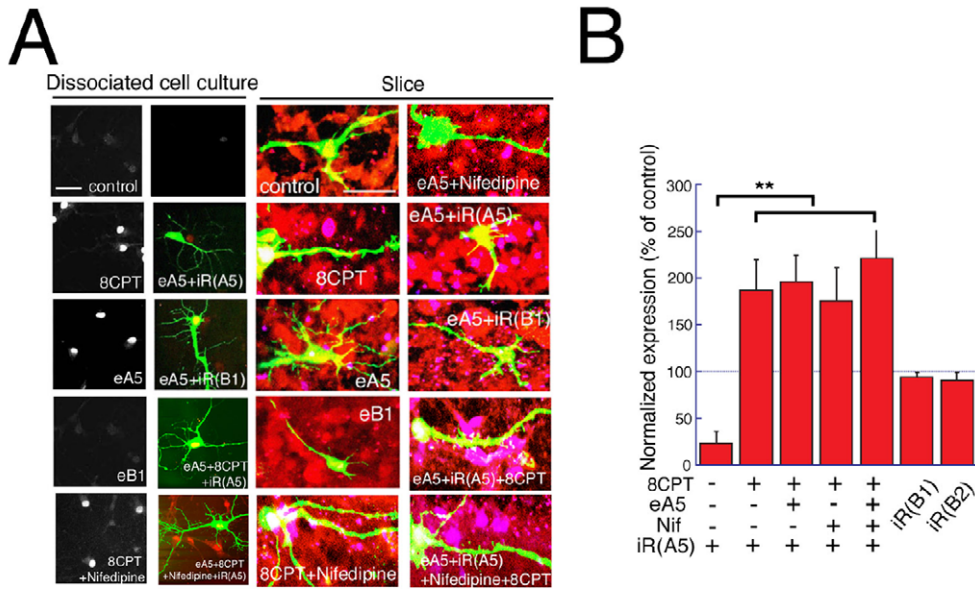 A
B
Dissociated cell culture
Slice
control
control
eA5+Nifedipine
8CPT
eA5+iR(A5)
8CPT
eA5+iR(A5)
eA5
eA5+iR(B1)
eA5
eA5+iR(B1)
eB1
eA5+8CPT
+iR(A5)
eB1
eA5+iR(A5)+8CPT
8CPT
+Nifedipine
eA5+8CPT
+Nifedipine+iR(A5)
8CPT+Nifedipine
eA5+iR(A5)
+Nifedipine+8CPT
Normalized expression (% of control)
300
250
200
150
100
50
0
**
8CPT - + + + +
eA5 - - + - +
Nif - - - + +
iR(A5) + + + + +
iR(B1)
iR(B2)